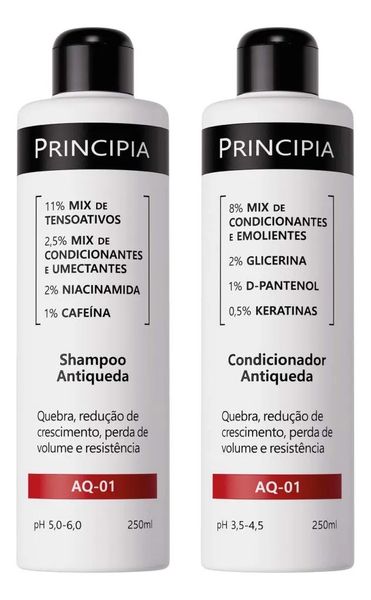 PRINCIPIA
11% MIX DE
TENSOATIVOS
2,5% MIX DE
CONDICIONANTES
E UMECTANTES
2% NIACINAMIDA
1% CAFEÍNA
Shampoo
Antiqueda
Quebra, redução de
crescimento, perda de
volume e resistência
AQ-01
pH 5,0-6,0 250ml
PRINCIPIA
8% MIX DE
CONDICIONANTES
E EMOLIENTES
2% GLICERINA
1% D-PANTENOL
0,5% KERATINAS
Condicionador
Antiqueda
Quebra, redução de
crescimento, perda de
volume e resistência
AQ-01
pH 3,5-4,5 250ml